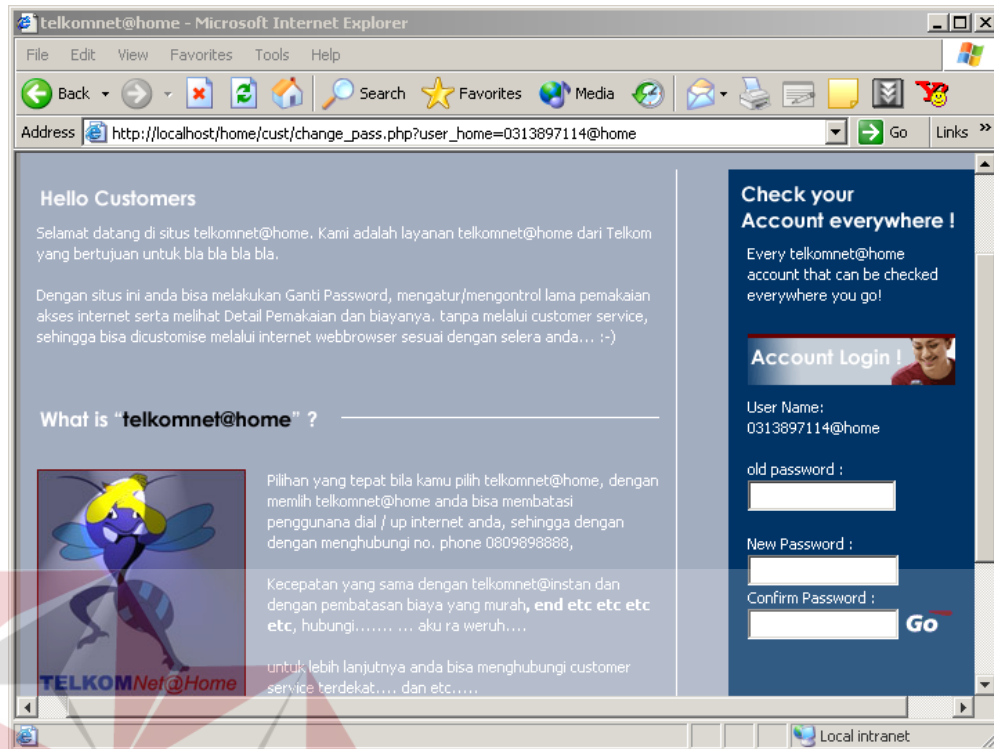 telkomnet@home - Microsoft Internet Explorer
File Edit View Favorites Tools Help
Back Search Favorites Media
Address http://localhost/home/cust/change_pass.php?user_home=0313897114@home Go Links »
Hello Customers
Selamat datang di situs telkomnet@home. Kami adalah layanan telkomnet@home dari Telkom
yang bertujuan untuk bla bla bla bla.
Dengan situs ini anda bisa melakukan Ganti Password, mengatur/mengontrol lama pemakaian
akses internet serta melihat Detail Pemakaian dan biayanya. tanpa melalui customer service,
sehingga bisa dicustomise melalui internet webbrowser sesuai dengan selera anda... :-)
What is "telkomnet@home" ?
Pilihan yang tepat bila kamu pilih telkomnet@home, dengan
memlih telkomnet@home anda bisa membatasi
penggunana dial / up internet anda, sehingga dengan
dengan menghubungi no. phone 0809898888,
Kecepatan yang sama dengan telkomnet@instan dan
dengan pembatasan biaya yang murah, end etc etc etc
etc, hubungi....... ... aku ra weruh....
untuk lebih lanjutnya anda bisa menghubungi customer
service terdekat.... dan etc.....
TELKOMNet@Home
Check your
Account everywhere !
Every telkomnet@home
account that can be checked
everywhere you go!
Account Login !
User Name:
0313897114@home
old password :
New Password :
Confirm Password :
Go
Local intranet